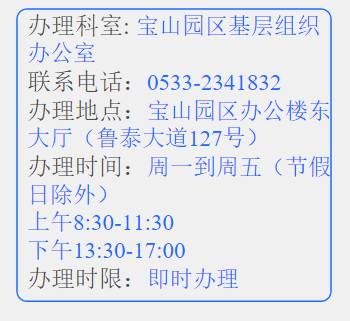 办理科室: 宝山园区基层组织
办公室
联系电话：0533-2341832
办理地点：宝山园区办公楼东
大厅（鲁泰大道127号）
办理时间：周一到周五（节假
日除外）
上午8:30-11:30
下午13:30-17:00
办理时限：即时办理